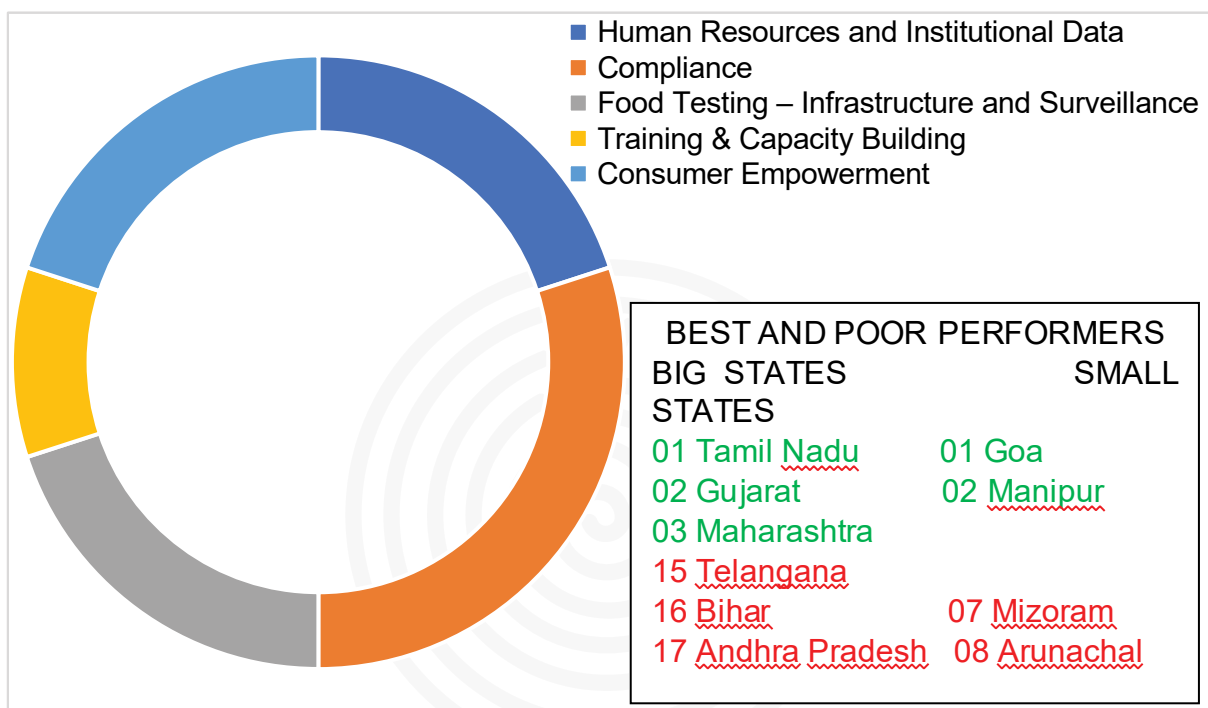 Human Resources and Institutional Data
Compliance
Food Testing – Infrastructure and Surveillance
Training & Capacity Building
Consumer Empowerment
BEST AND POOR PERFORMERS
BIG STATES SMALL
STATES
01 Tamil Nadu 01 Goa
02 Gujarat 02 Manipur
03 Maharashtra
15 Telangana
16 Bihar 07 Mizoram
17 Andhra Pradesh 08 Arunachal